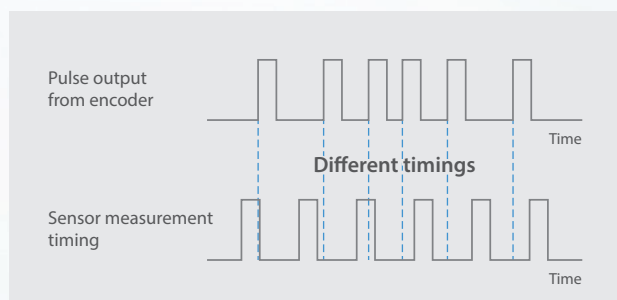 Pulse output
from encoder
Time
Different timings
Sensor measurement
timing
Time